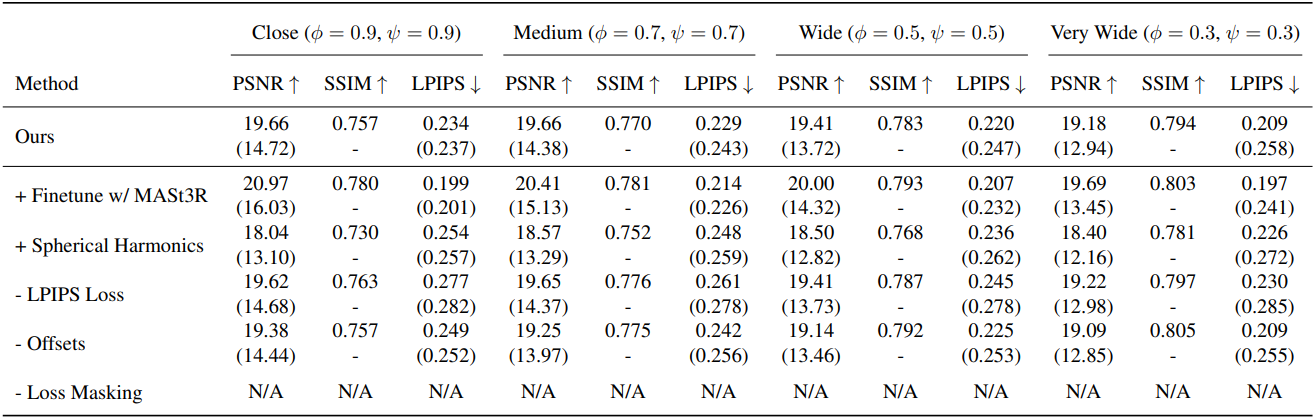 Close (ϕ = 0.9, ψ = 0.9) Medium (ϕ = 0.7, ψ = 0.7) Wide (ϕ = 0.5, ψ = 0.5) Very Wide (ϕ = 0.3, ψ = 0.3)
Method PSNR ↑ SSIM ↑ LPIPS ↓ PSNR ↑ SSIM ↑ LPIPS ↓ PSNR ↑ SSIM ↑ LPIPS ↓ PSNR ↑ SSIM ↑ LPIPS ↓
Ours 19.66 0.757 0.234 19.66 0.770 0.229 19.41 0.783 0.220 19.18 0.794 0.209
(14.72) - (0.237) (14.38) - (0.243) (13.72) - (0.247) (12.94) - (0.258)
+ Finetune w/ MASt3R 20.97 0.780 0.199 20.41 0.781 0.214 20.00 0.793 0.207 19.69 0.803 0.197
(16.03) - (0.201) (15.13) - (0.226) (14.32) - (0.232) (13.45) - (0.241)
+ Spherical Harmonics 18.04 0.730 0.254 18.57 0.752 0.248 18.50 0.768 0.236 18.40 0.781 0.226
(13.10) - (0.257) (13.29) - (0.259) (12.82) - (0.262) (12.16) - (0.272)
- LPIPS Loss 19.62 0.763 0.277 19.65 0.776 0.261 19.41 0.787 0.245 19.22 0.797 0.230
(14.68) - (0.282) (14.37) - (0.278) (13.73) - (0.278) (12.98) - (0.285)
- Offsets 19.38 0.757 0.249 19.25 0.775 0.242 19.14 0.792 0.225 19.09 0.805 0.209
(14.44) - (0.252) (13.97) - (0.256) (13.46) - (0.253) (12.85) - (0.255)
- Loss Masking N/A N/A N/A N/A N/A N/A N/A N/A N/A N/A N/A N/A